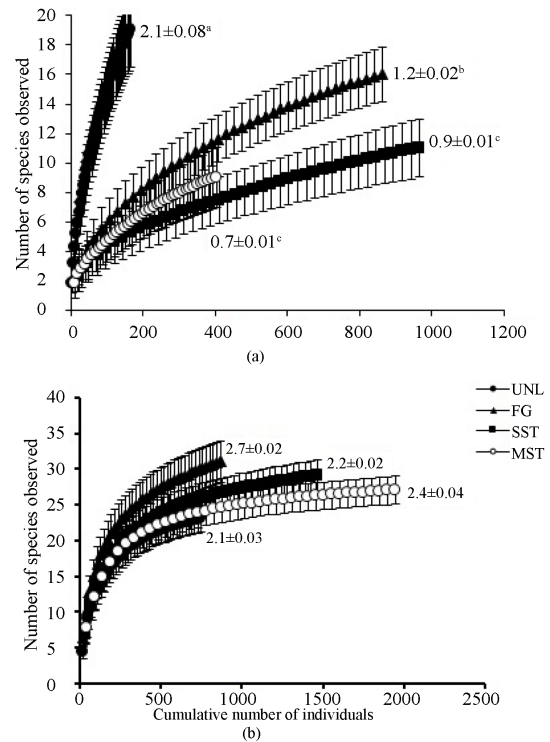 Number of species observed
20
18
16
14
12
10
8
6
4
2
0
2.1±0.08ᵃ
1.2±0.02ᵇ
0.9±0.01ᶜ
0.7±0.01ᶜ
0 200 400 600 800 1000 1200
(a)
Number of species observed
40
35
30
25
20
15
10
5
0
UNL
FG
SST
MST
2.7±0.02
2.2±0.02
2.4±0.04
2.1±0.03
0 500 1000 1500 2000 2500
Cumulative number of individuals
(b)